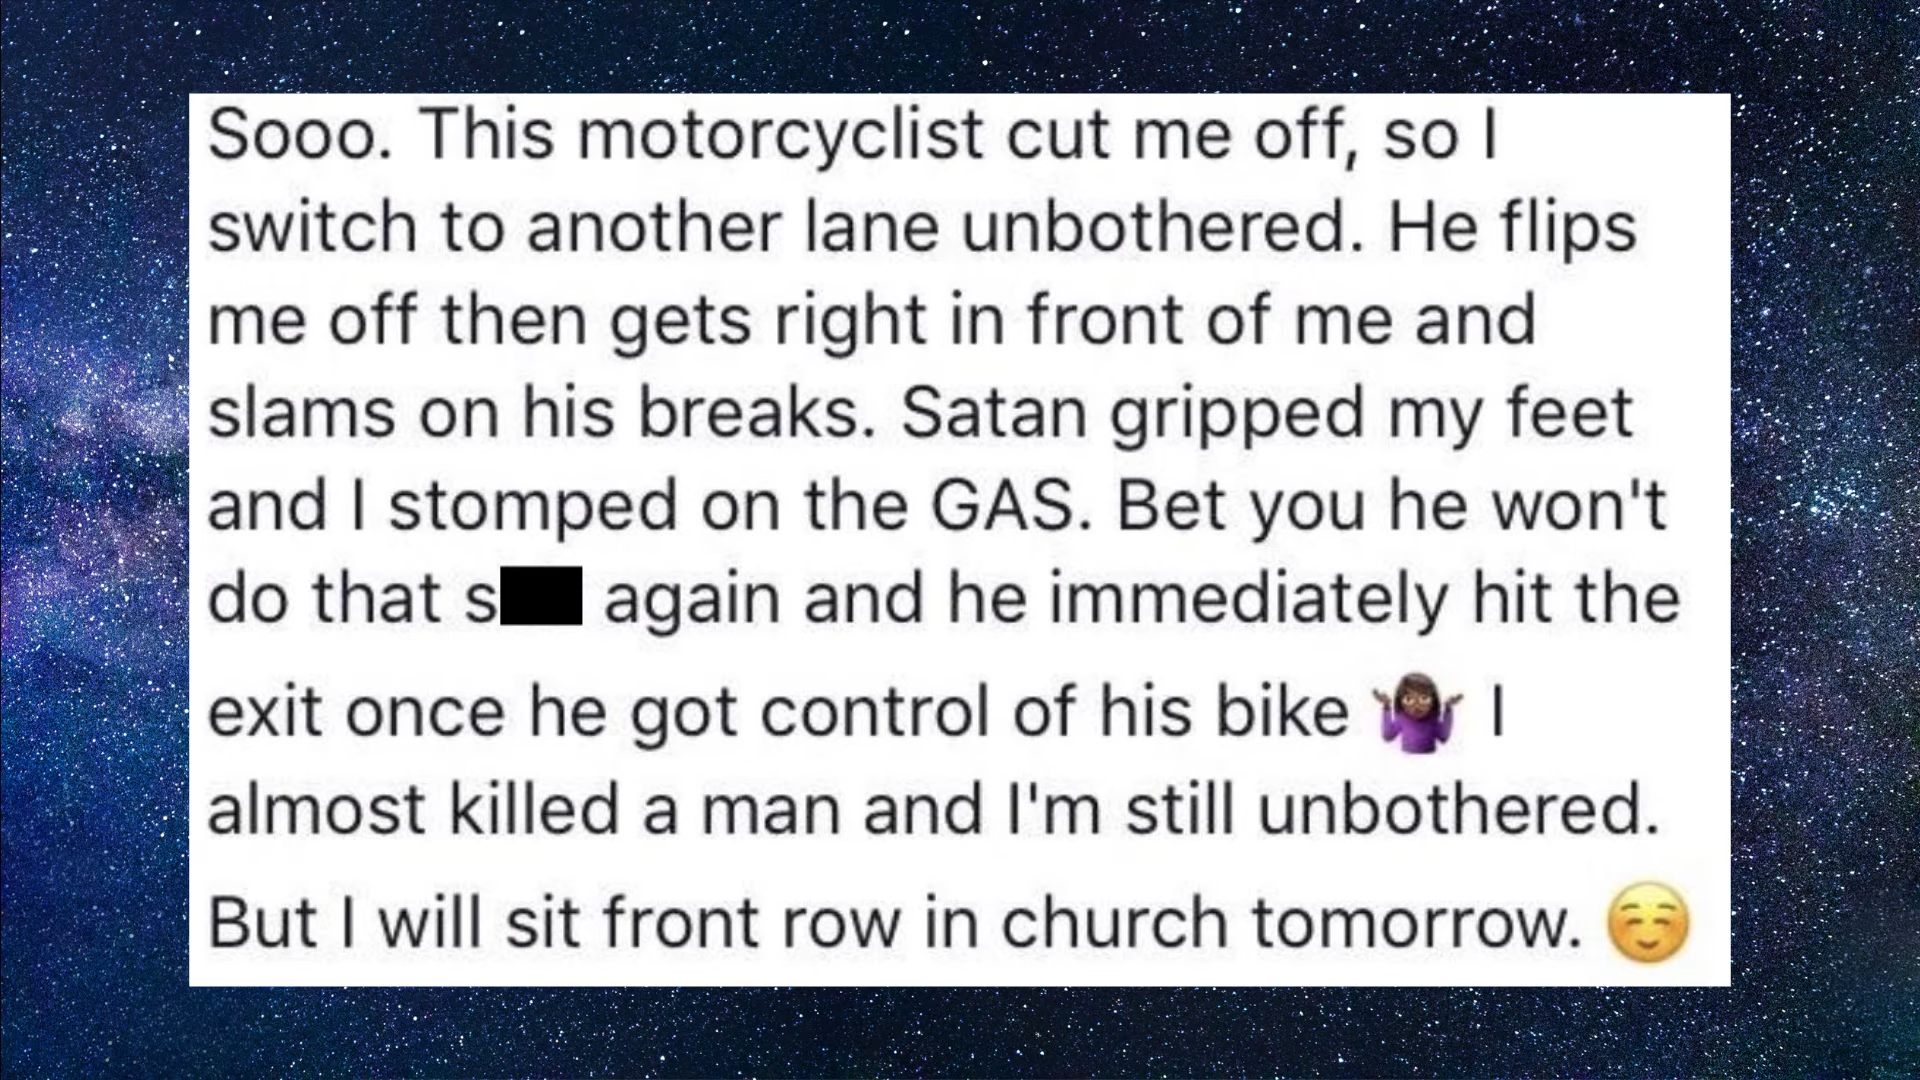 Sooo. This motorcyclist cut me off, so I
switch to another lane unbothered. He flips
me off then gets right in front of me and
slams on his breaks. Satan gripped my feet
and I stomped on the GAS. Bet you he won't
do that s again and he immediately hit the
exit once he got control of his bike 🤷🏾‍♀️ I
almost killed a man and I'm still unbothered.
But I will sit front row in church tomorrow. ☺️